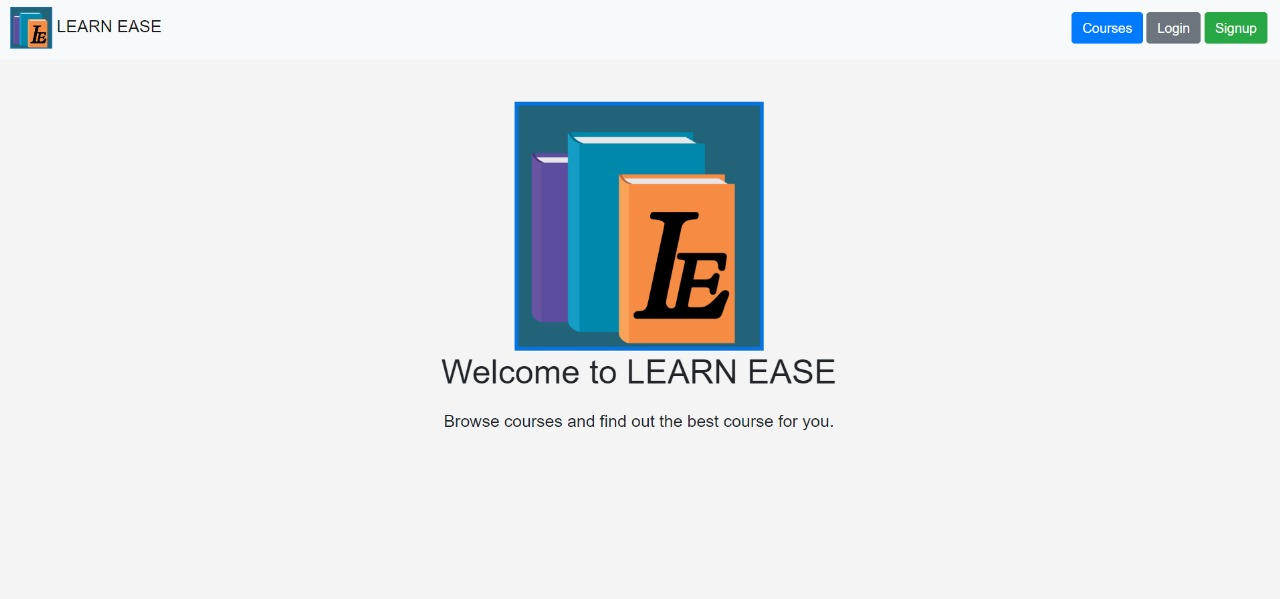 LE LEARN EASE
Courses Login Signup
LE
Welcome to LEARN EASE
Browse courses and find out the best course for you.